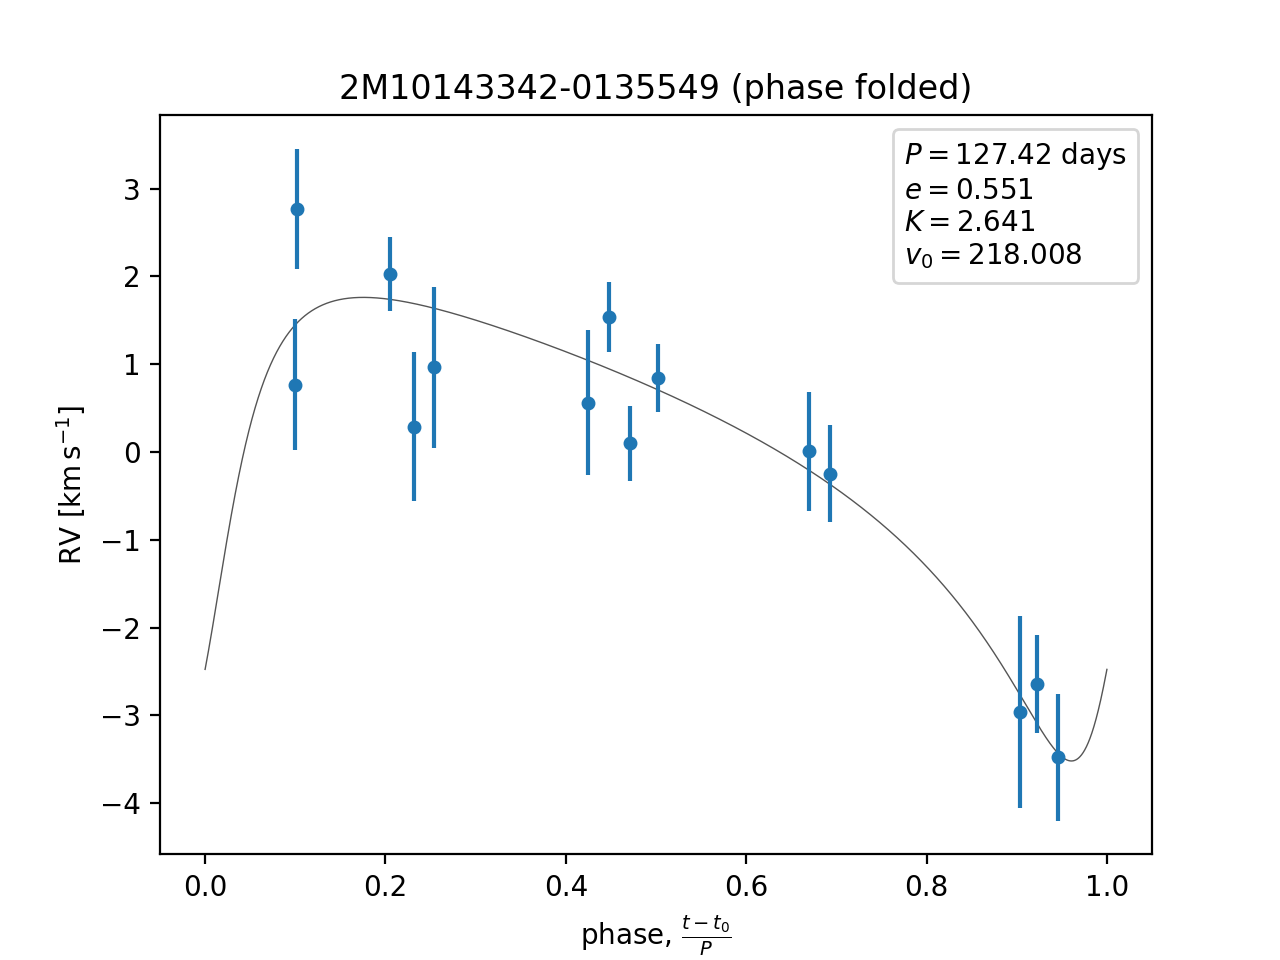 2M10143342-0135549 (phase folded)
P = 127.42 days
e = 0.551
K = 2.641
v₀ = 218.008
RV [km s⁻¹]
3
2
1
0
−1
−2
−3
−4
0.0 0.2 0.4 0.6 0.8 1.0
phase, (t − t₀)/P